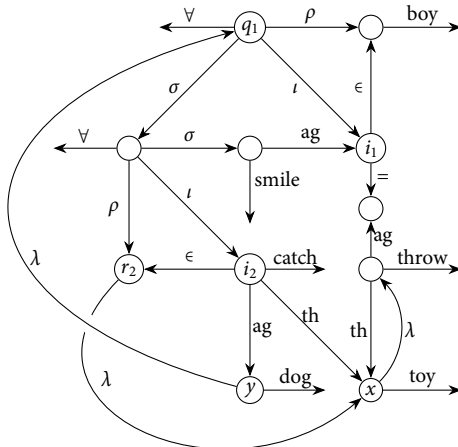 ∀ q₁ ρ boy
σ ι ∈
∀ σ ag i₁
smile =
ρ ι ag
λ r₂ ∈ i₂ catch throw
ag th th λ
λ y dog x toy